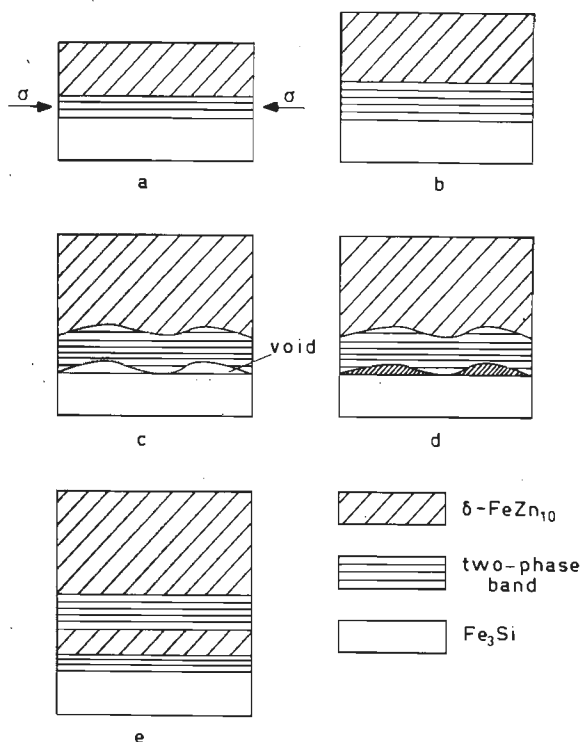 σ
σ
a
b
void
c
d
δ-FeZn10
two-phase
band
Fe3Si
e